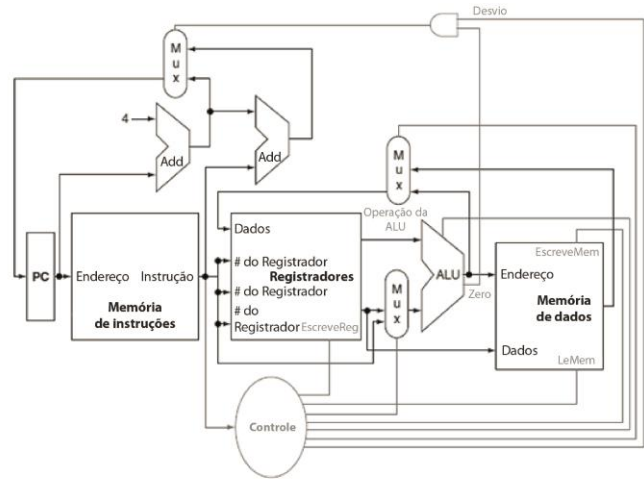 Desvio
M
u
x
4
Add
Add
M
u
x
Operação da
ALU
Dados
PC
Endereço Instrução
Memória
de instruções
# do Registrador
Registradores
# do Registrador
# do
Registrador EscreveReg
M
u
x
ALU
Zero
EscreveMem
Endereço
Memória
de dados
Dados
LeMem
Controle